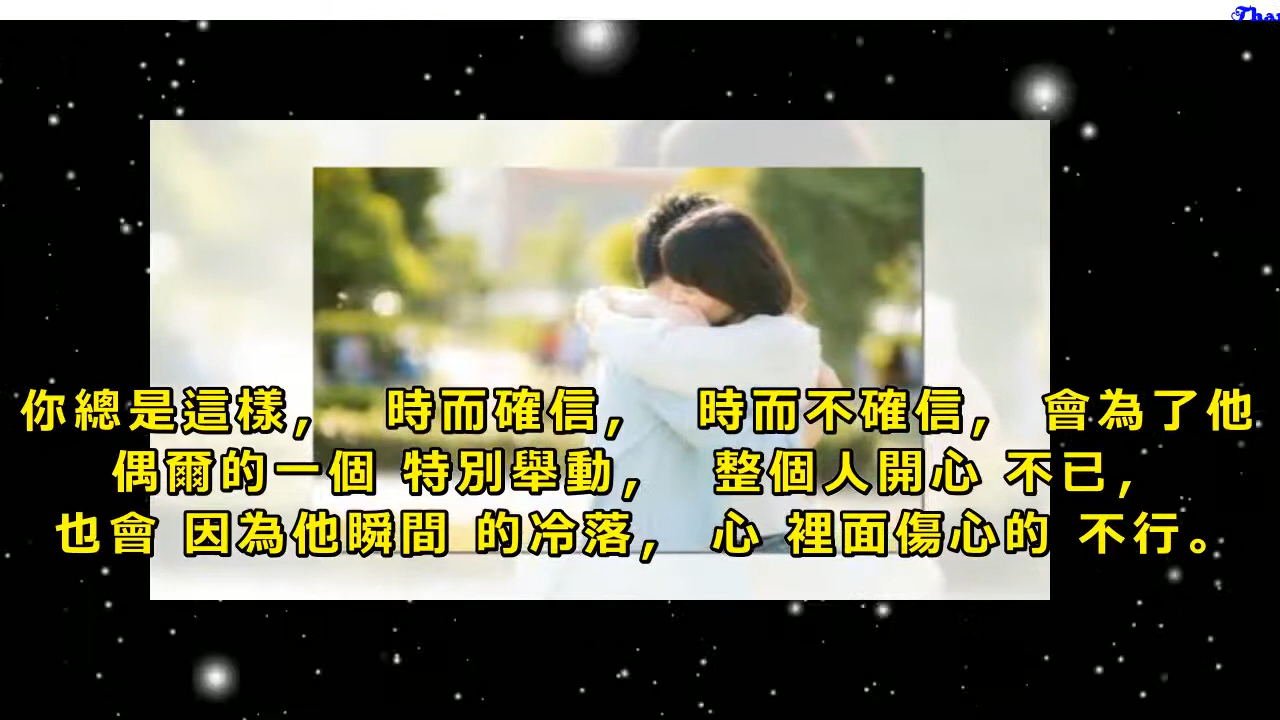 你總是這樣, 時而確信, 時而不確信, 會為了他
偶爾的一個 特別舉動, 整個人開心 不已,
也會 因為他瞬間 的冷落, 心 裡面傷心的 不行。